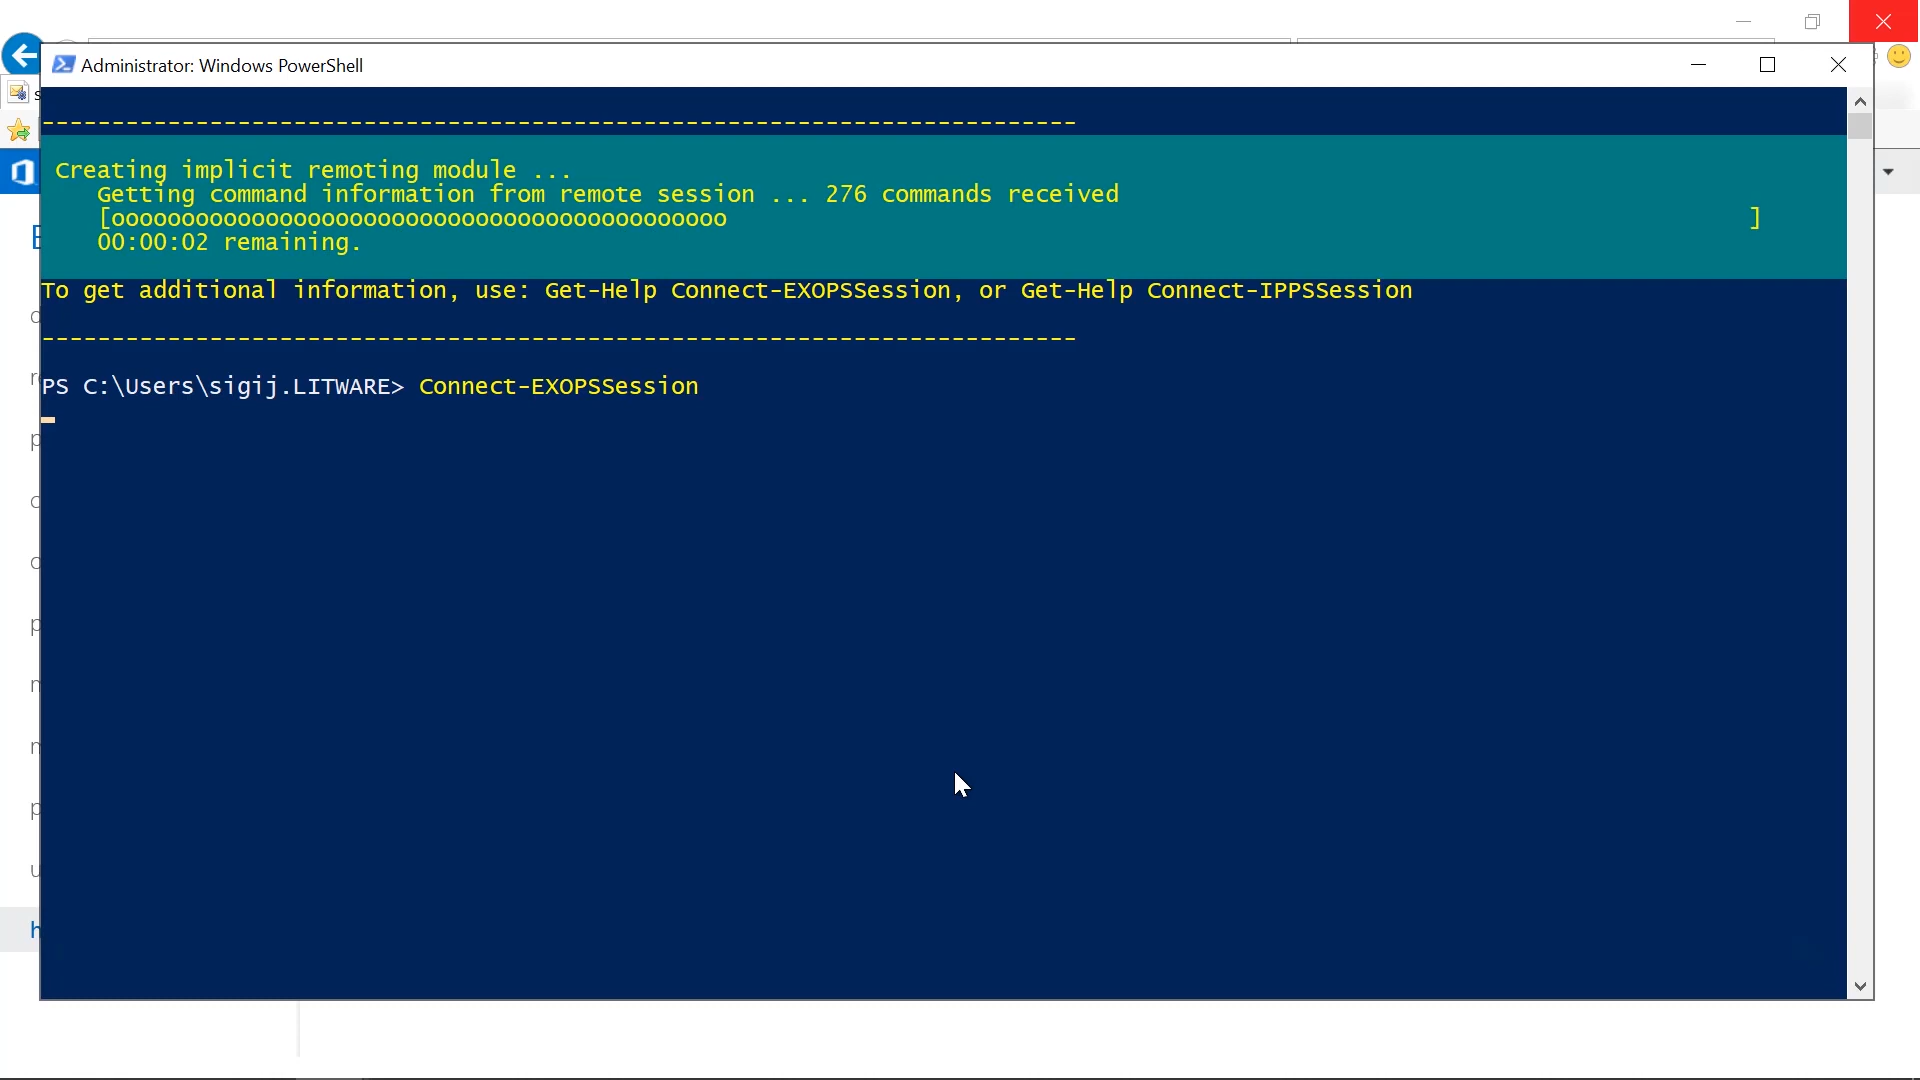 Administrator: Windows PowerShell
--------------------------------------------------------------------------
Creating implicit remoting module ...
Getting command information from remote session ... 276 commands received
[oooooooooooooooooooooooooooooooooooooooooooo ]
00:00:02 remaining.
To get additional information, use: Get-Help Connect-EXOPSSession, or Get-Help Connect-IPPSSession
--------------------------------------------------------------------------
PS C:\Users\sigij.LITWARE> Connect-EXOPSSession